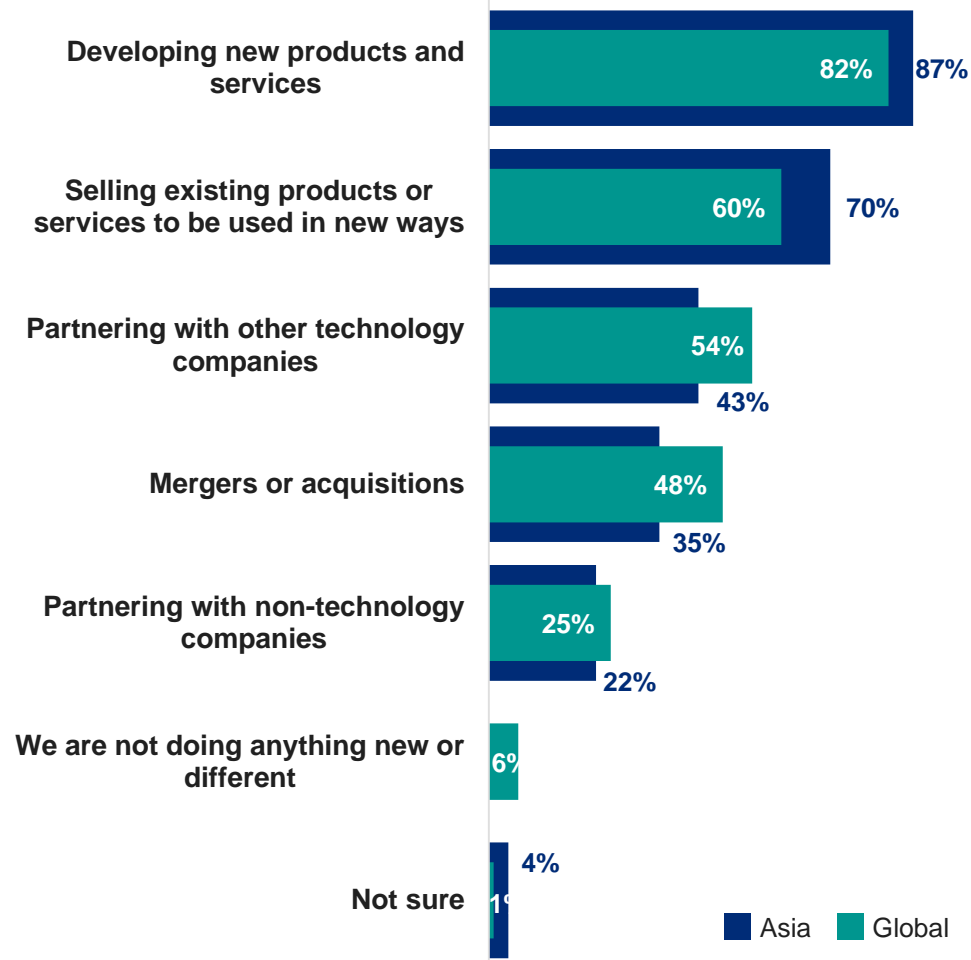 Developing new products and
services
82%
87%
Selling existing products or
services to be used in new ways
60%
70%
Partnering with other technology
companies
54%
43%
Mergers or acquisitions
48%
35%
Partnering with non-technology
companies
25%
22%
We are not doing anything new or
different
6%
Not sure
4%
1%
Asia
Global